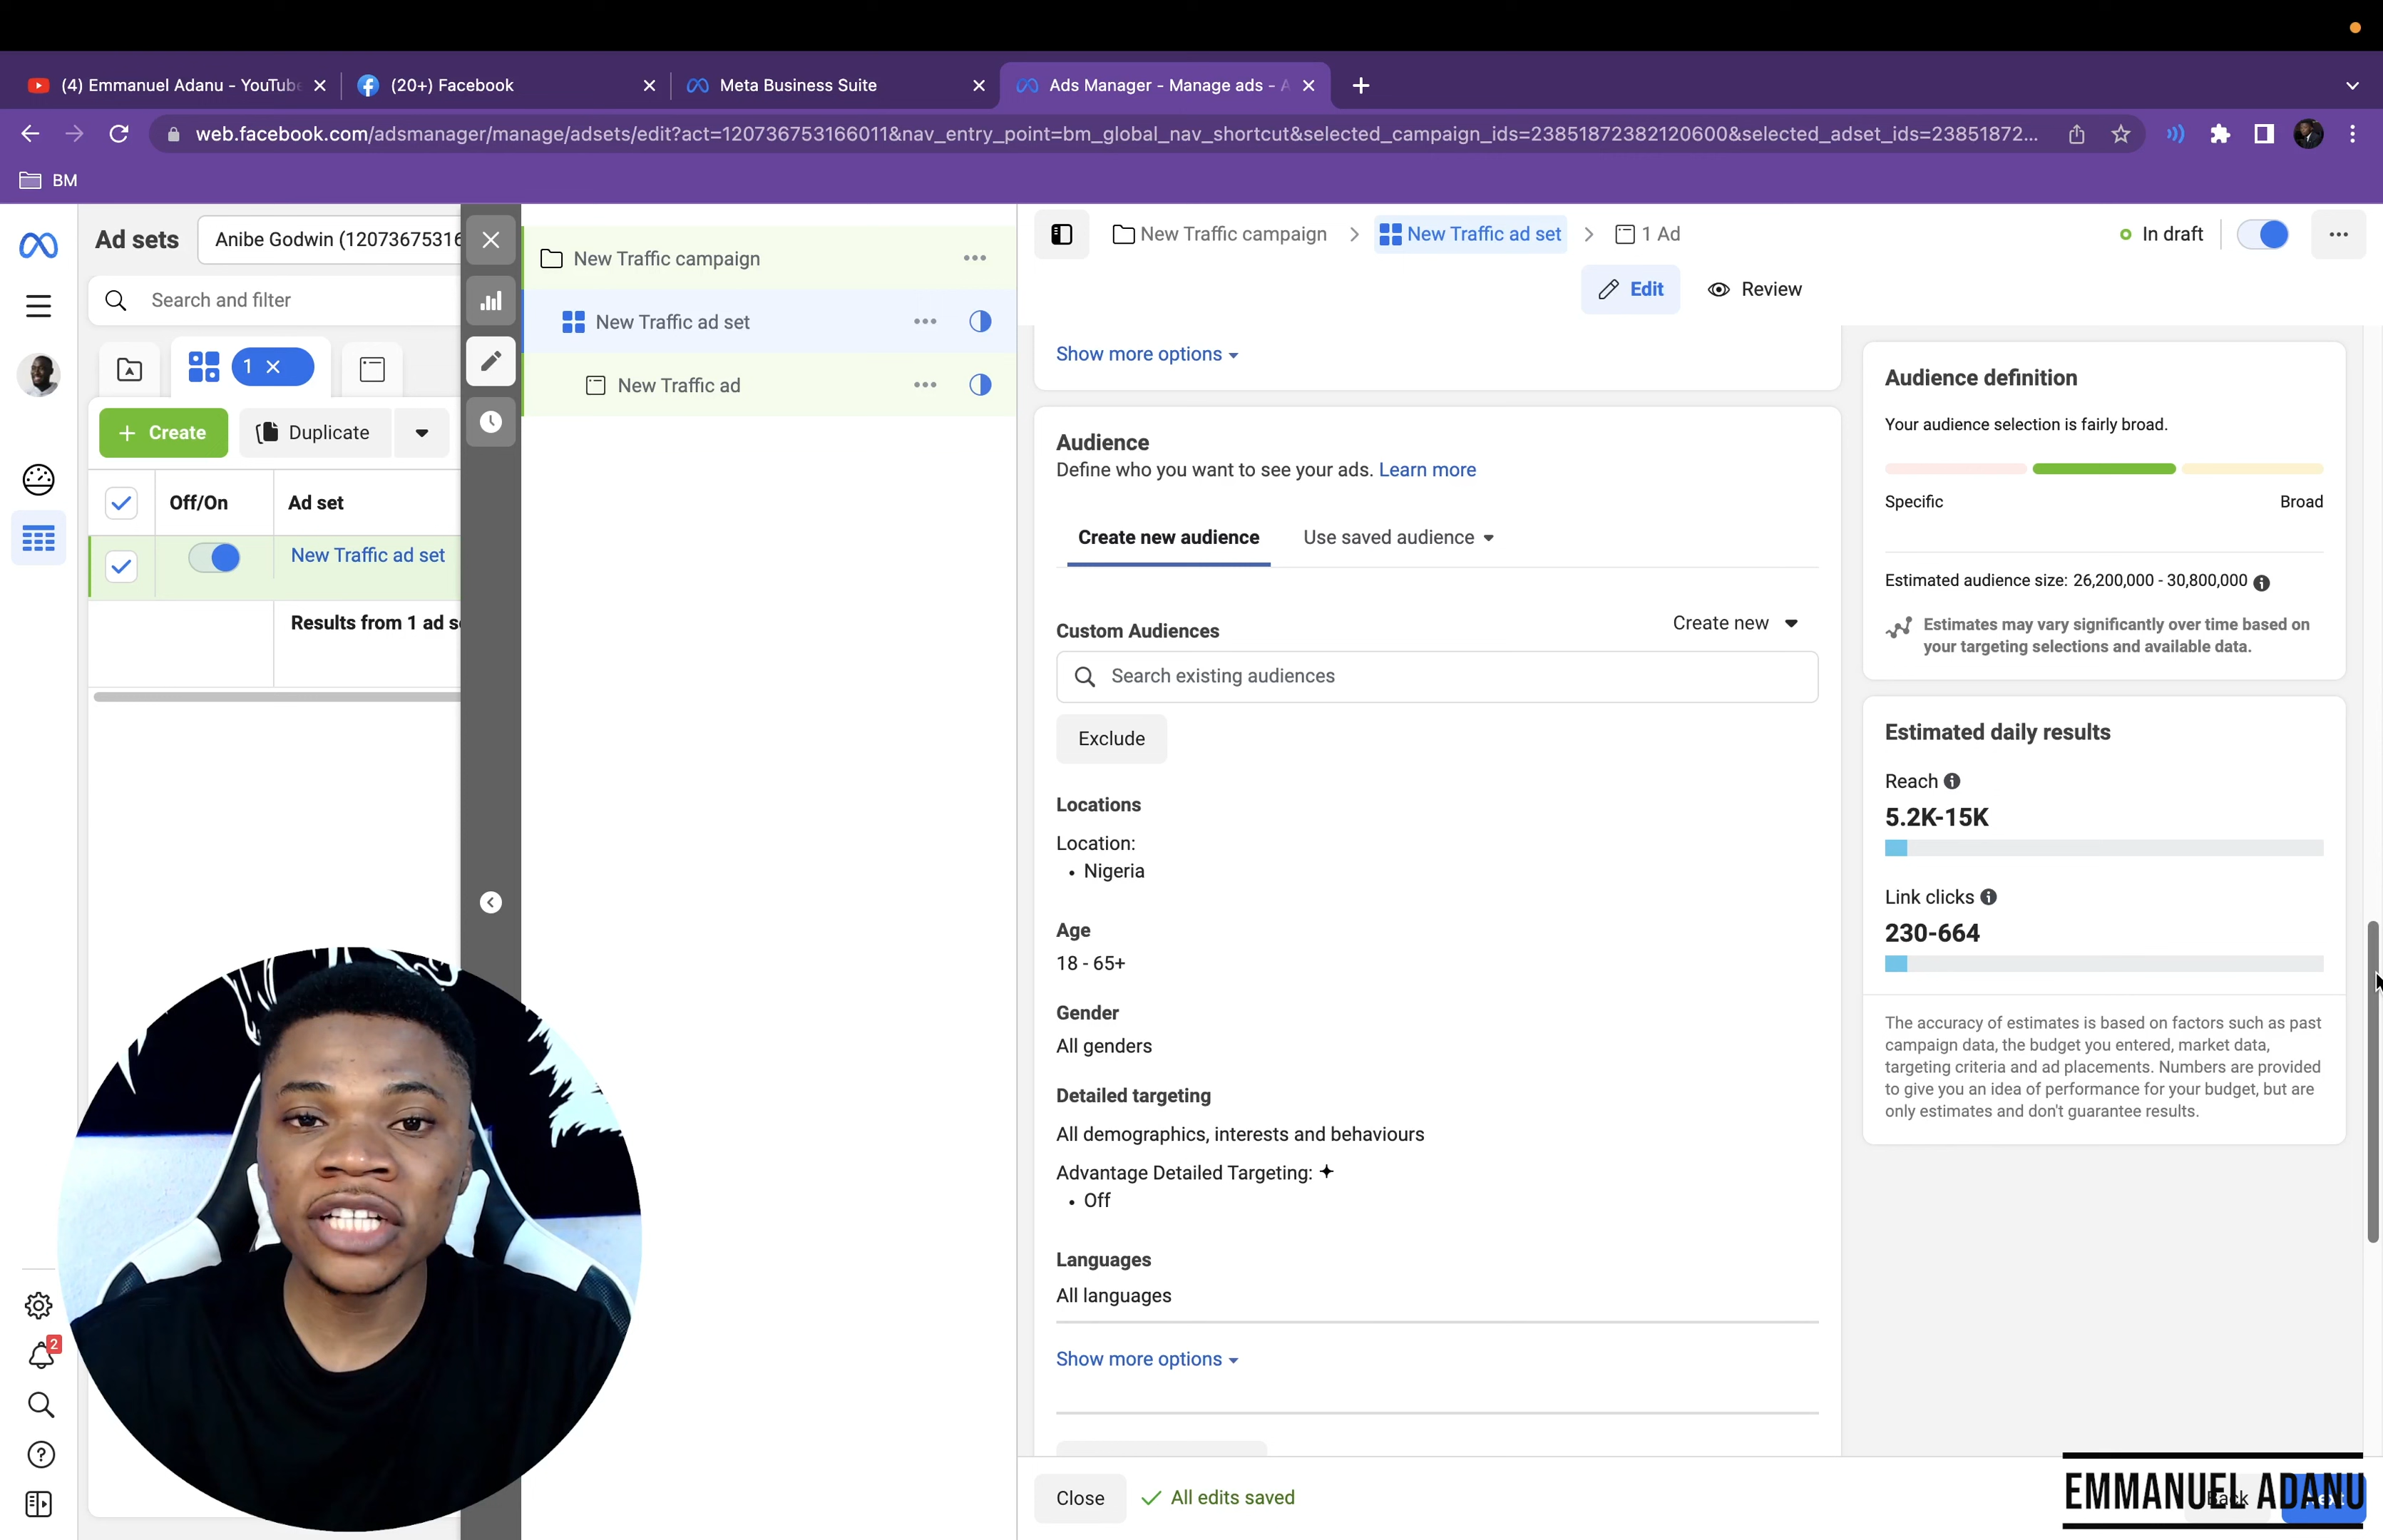 (4) Emmanuel Adanu - YouTube
(20+) Facebook
Meta Business Suite
Ads Manager - Manage ads - A
web.facebook.com/adsmanager/manage/adsets/edit?act=120736753166011&nav_entry_point=bm_global_nav_shortcut&selected_campaign_ids=23851872382120600&selected_adset_ids=23851872...
BM
Ad sets
Anibe Godwin (12073675316
Search and filter
1
Create
Duplicate
Off/On
Ad set
New Traffic ad set
Results from 1 ad s
2
New Traffic campaign
New Traffic ad set
New Traffic ad
New Traffic campaign
New Traffic ad set
1 Ad
In draft
Edit
Review
Show more options
Audience
Define who you want to see your ads. Learn more
Create new audience
Use saved audience
Custom Audiences
Create new
Search existing audiences
Exclude
Locations
Location:
• Nigeria
Age
18 - 65+
Gender
All genders
Detailed targeting
All demographics, interests and behaviours
Advantage Detailed Targeting:
• Off
Languages
All languages
Show more options
Close
All edits saved
Audience definition
Your audience selection is fairly broad.
Specific
Broad
Estimated audience size: 26,200,000 - 30,800,000
Estimates may vary significantly over time based on
your targeting selections and available data.
Estimated daily results
Reach
5.2K-15K
Link clicks
230-664
The accuracy of estimates is based on factors such as past
campaign data, the budget you entered, market data,
targeting criteria and ad placements. Numbers are provided
to give you an idea of performance for your budget, but are
only estimates and don't guarantee results.
Back
Next
EMMANUEL ADANU